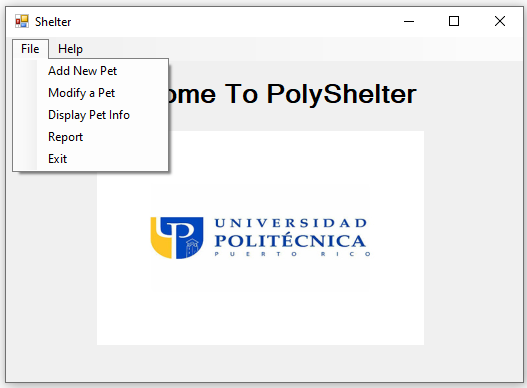 Shelter
File Help
Add New Pet
Modify a Pet
Display Pet Info
Report
Exit
ome To PolyShelter
UNIVERSIDAD
POLITÉCNICA
PUERTO RICO